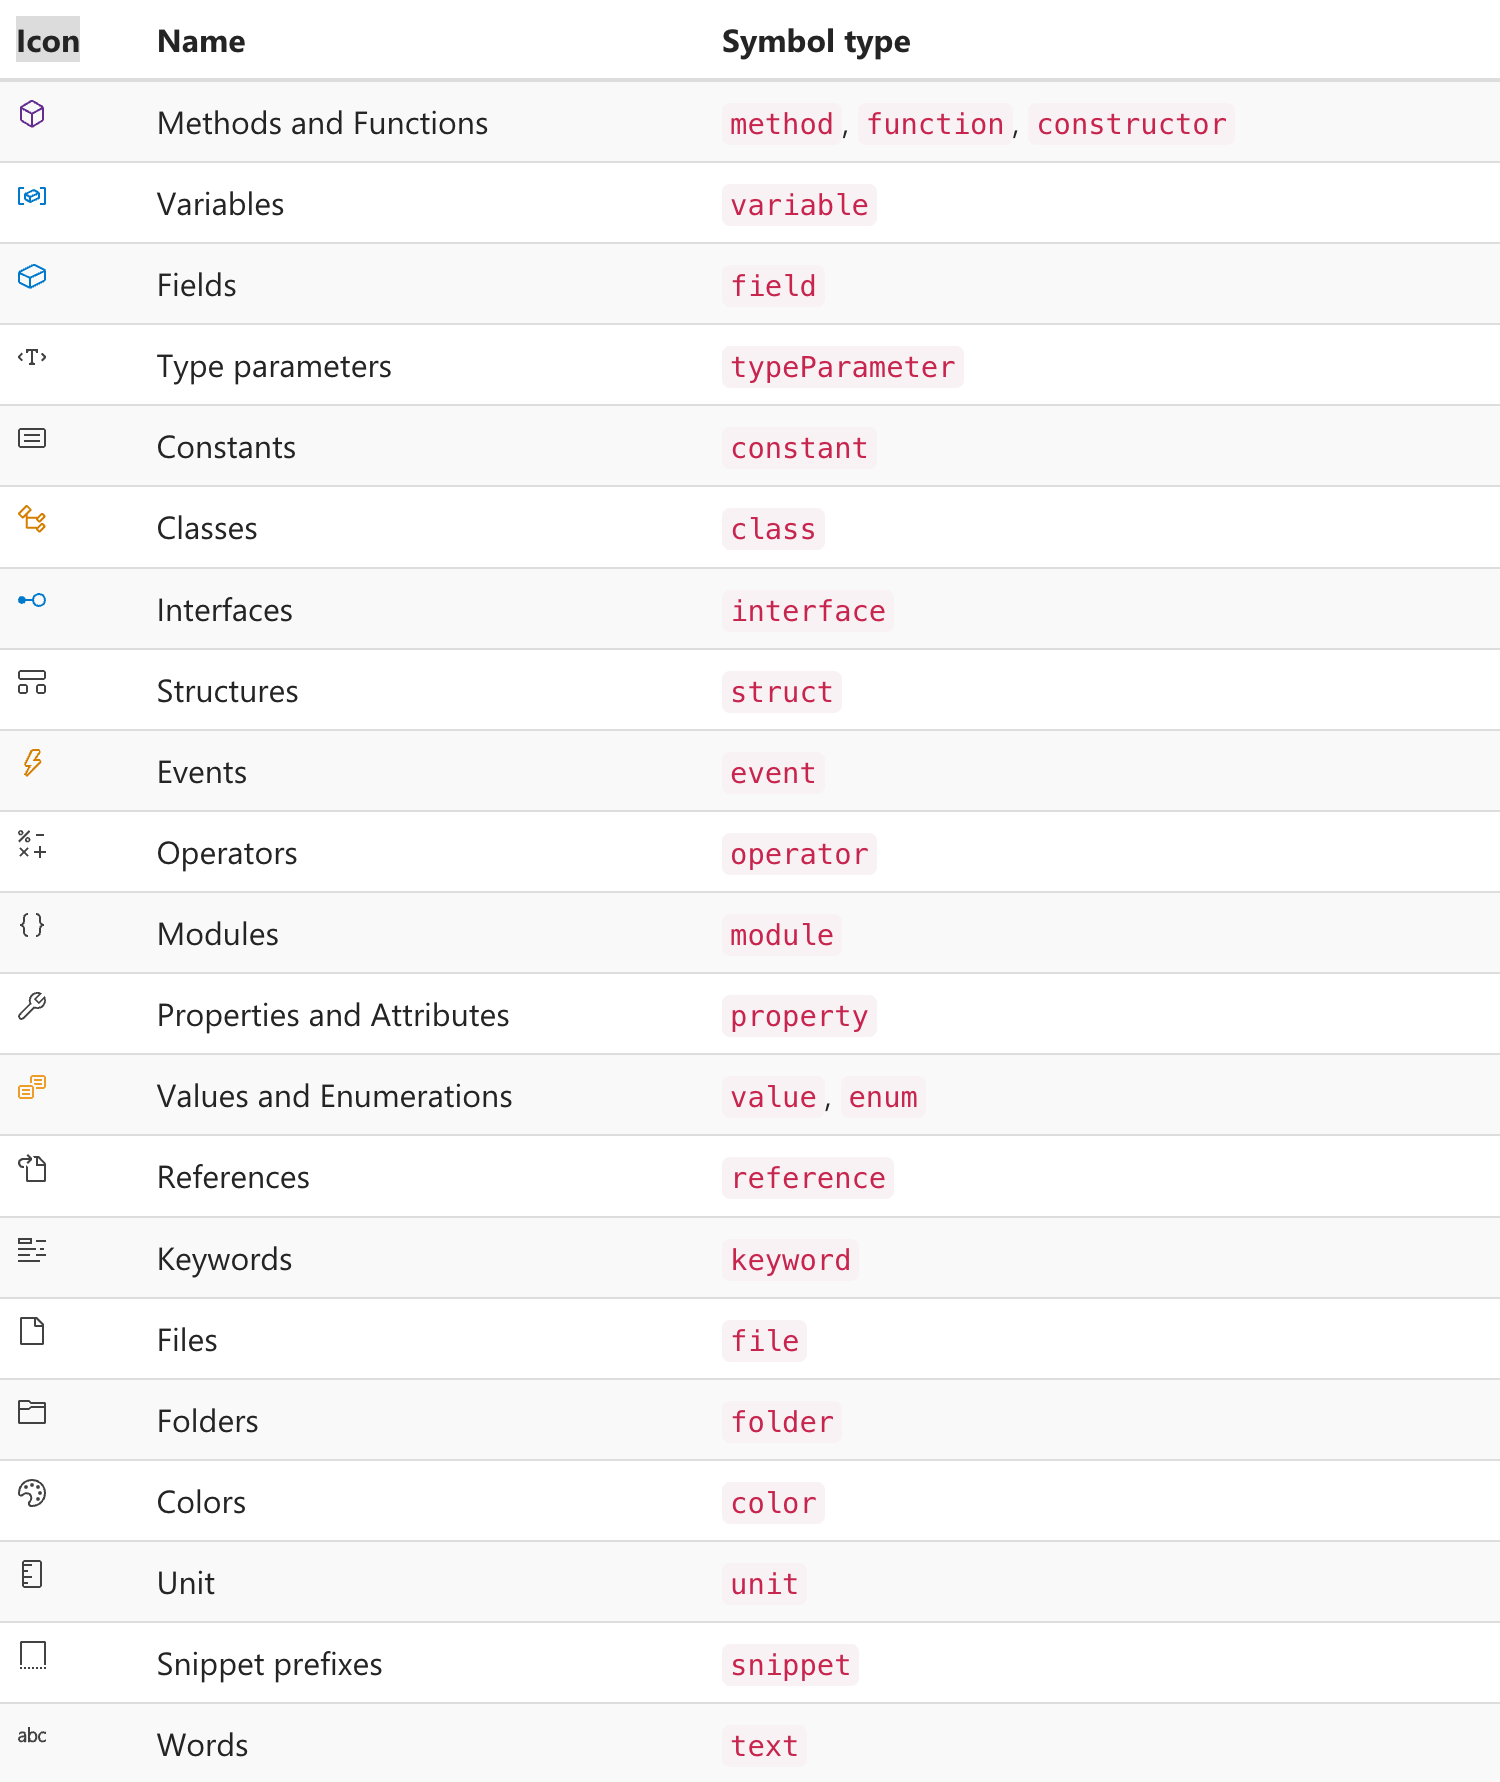 Icon Name Symbol type
Methods and Functions method, function, constructor
Variables variable
Fields field
<T> Type parameters typeParameter
Constants constant
Classes class
Interfaces interface
Structures struct
Events event
Operators operator
{} Modules module
Properties and Attributes property
Values and Enumerations value, enum
References reference
Keywords keyword
Files file
Folders folder
Colors color
Unit unit
Snippet prefixes snippet
abc Words text